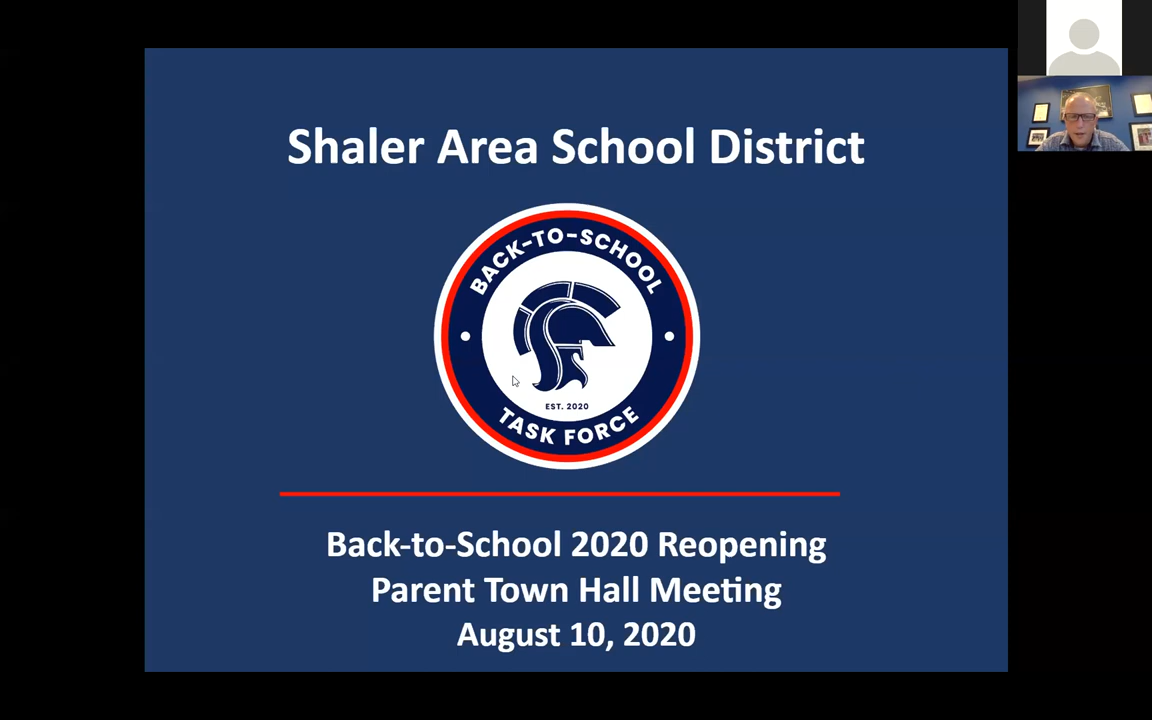 Shaler Area School District
BACK-TO-SCHOOL
EST. 2020
TASK FORCE
Back-to-School 2020 Reopening
Parent Town Hall Meeting
August 10, 2020